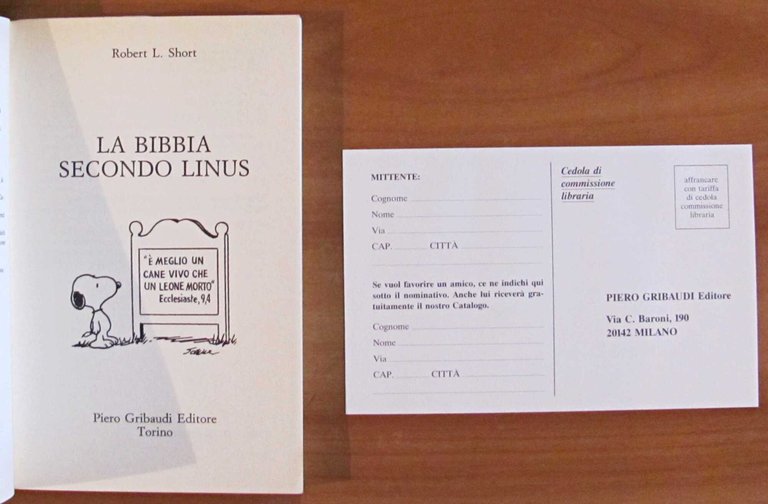 Robert L. Short
LA BIBBIA
SECONDO LINUS
"È MEGLIO UN
CANE VIVO CHE
UN LEONE MORTO"
Ecclesiaste, 9,4
Piero Gribaudi Editore
Torino
MITTENTE:
Cognome
Nome
Via
CAP. CITTÀ
Se vuol favorire un amico, ce ne indichi qui
sotto il nominativo. Anche lui riceverà gra-
tuitamente il nostro Catalogo.
Cognome
Nome
Via
CAP. CITTÀ
Cedola di
commissione
libraria
affrancare
con tariffa
di cedola
commissione
libraria
PIERO GRIBAUDI Editore
Via C. Baroni, 190
20142 MILANO